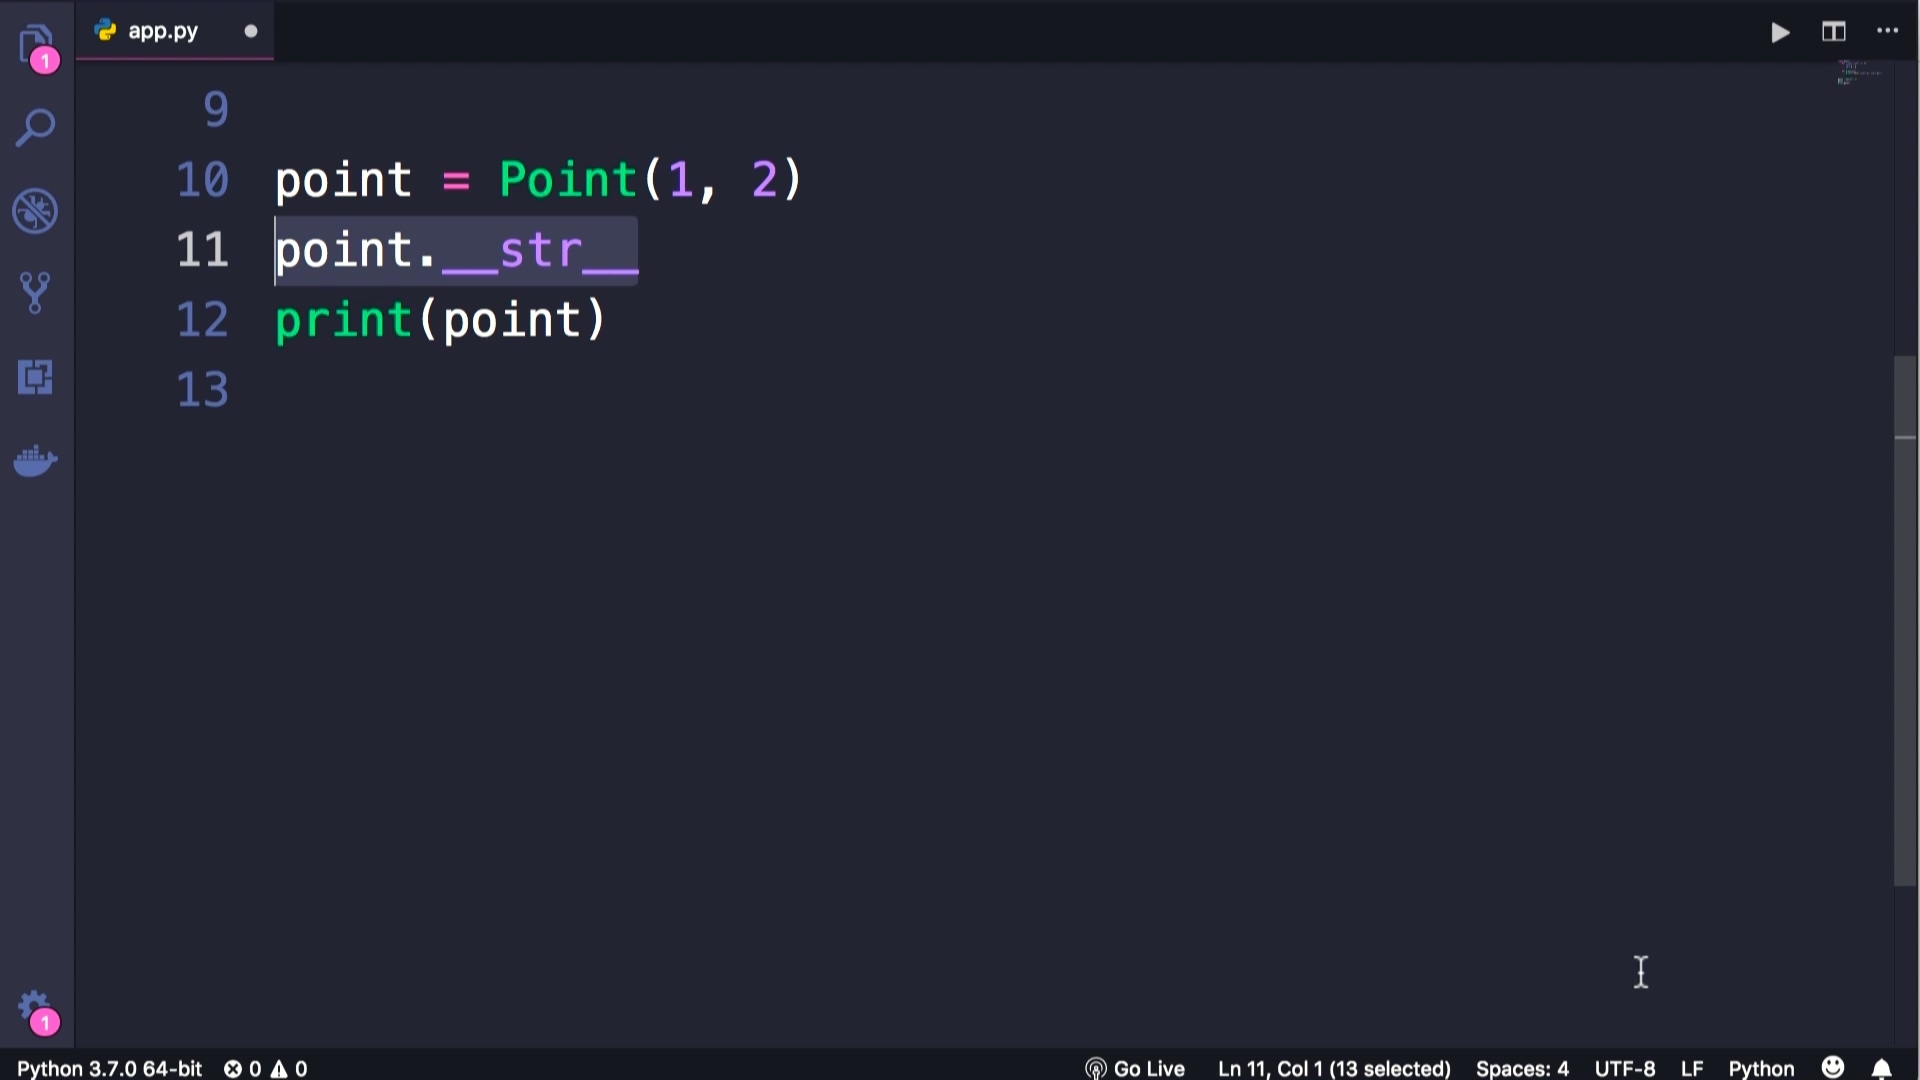 app.py
1
9
10 point = Point(1, 2)
11 point.__str__
12 print(point)
13
1
Python 3.7.0 64-bit 0 0 Go Live Ln 11, Col 1 (13 selected) Spaces: 4 UTF-8 LF Python